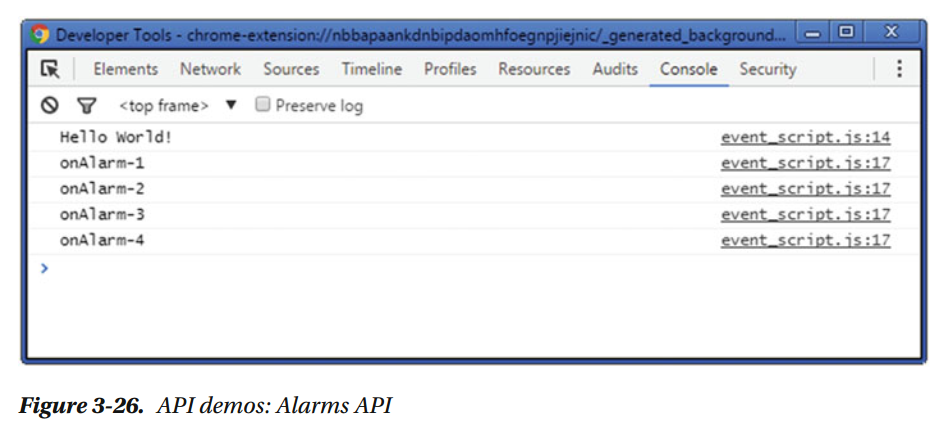 Developer Tools - chrome-extension://nbbapaankdnbipdaomhfoegnpjiejnic/_generated_background...
Elements Network Sources Timeline Profiles Resources Audits Console Security
<top frame> ▼ Preserve log
Hello World! event_script.js:14
onAlarm-1 event_script.js:17
onAlarm-2 event_script.js:17
onAlarm-3 event_script.js:17
onAlarm-4 event_script.js:17
>
Figure 3-26. API demos: Alarms API